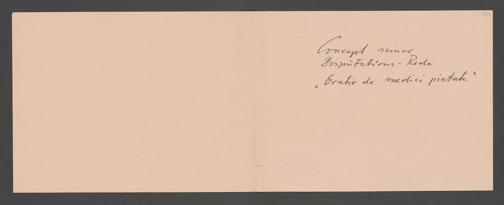 Concept seiner
Disputations-Rede
„Oratio de medici pietate“